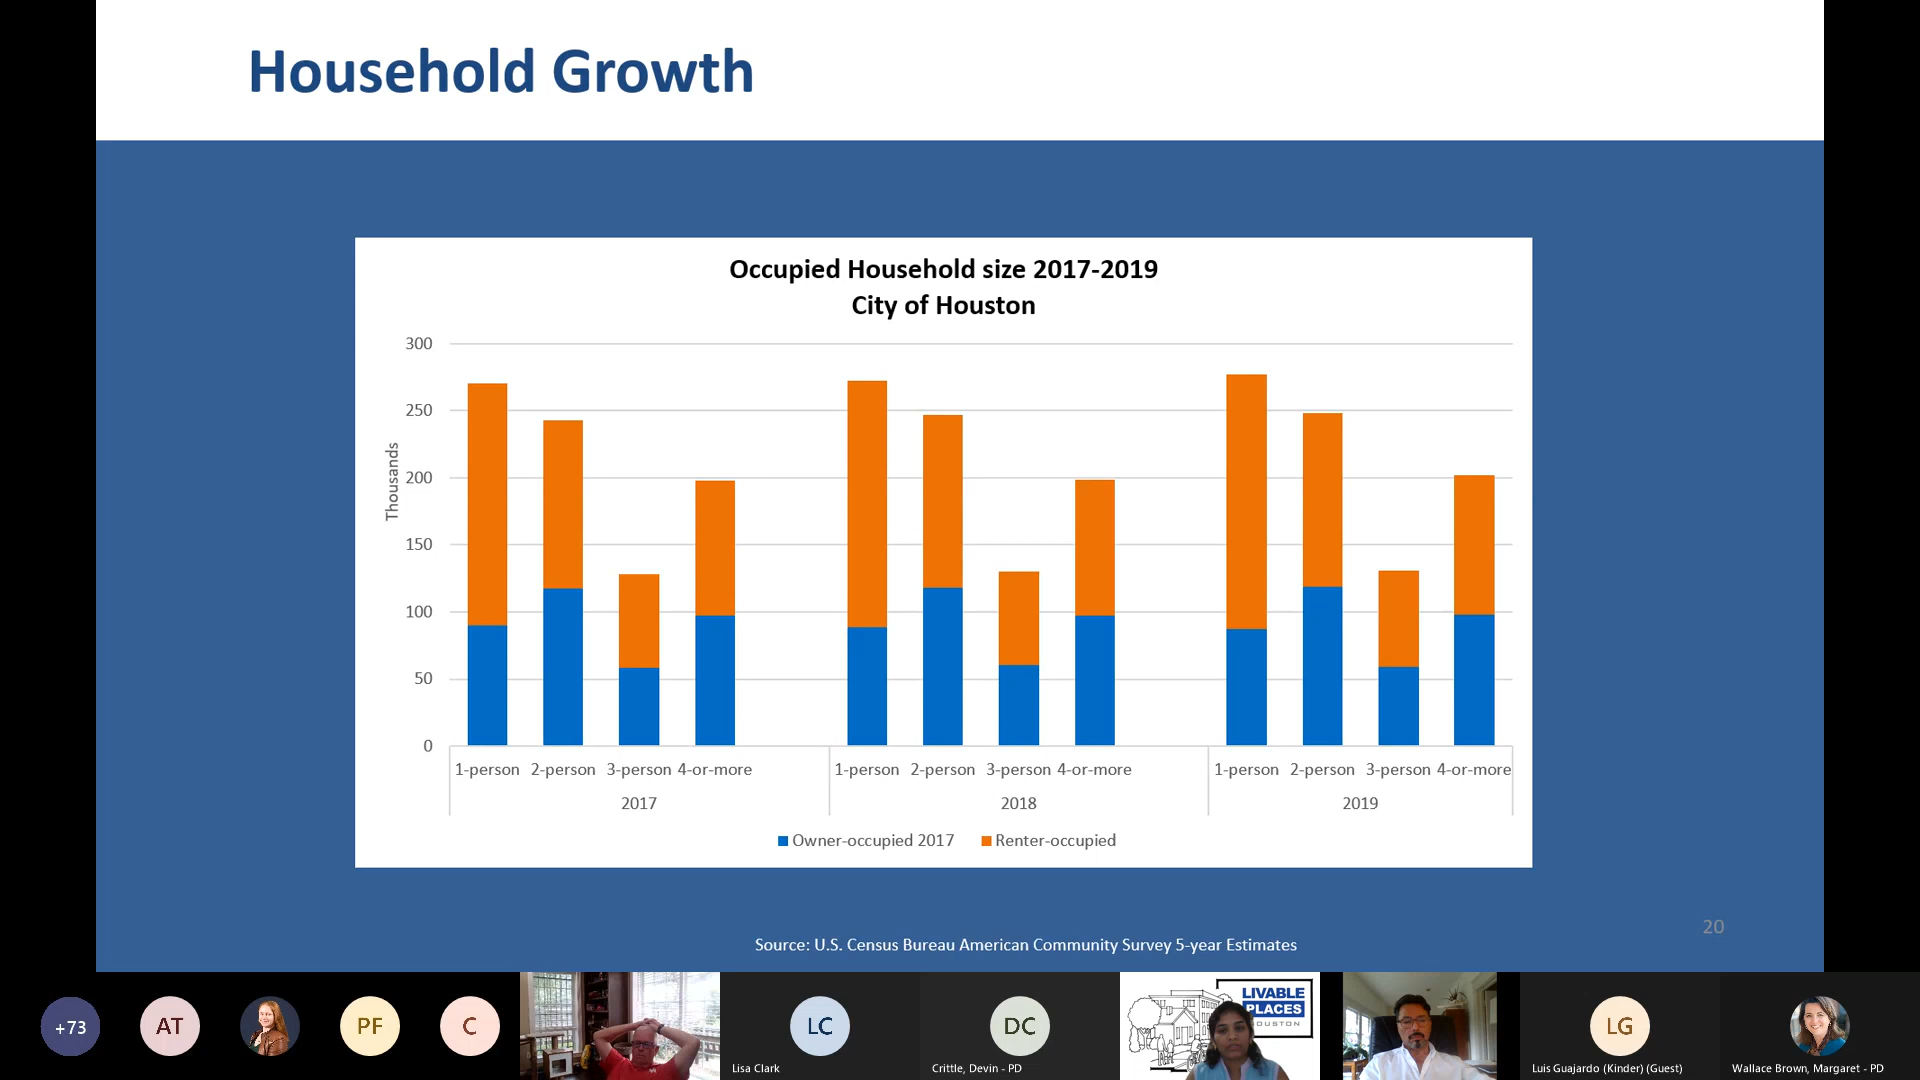 Household Growth
Occupied Household size 2017-2019
City of Houston
300
250
200
150
100
50
0
Thousands
1-person 2-person 3-person 4-or-more 1-person 2-person 3-person 4-or-more 1-person 2-person 3-person 4-or-more
2017 2018 2019
Owner-occupied 2017 Renter-occupied
20
Source: U.S. Census Bureau American Community Survey 5-year Estimates
+73
AT
PF
C
LC
Lisa Clark
DC
Crittle, Devin - PD
LIVABLE
PLACES
OUSTON
LG
Luis Guajardo (Kinder) (Guest)
Wallace Brown, Margaret - PD